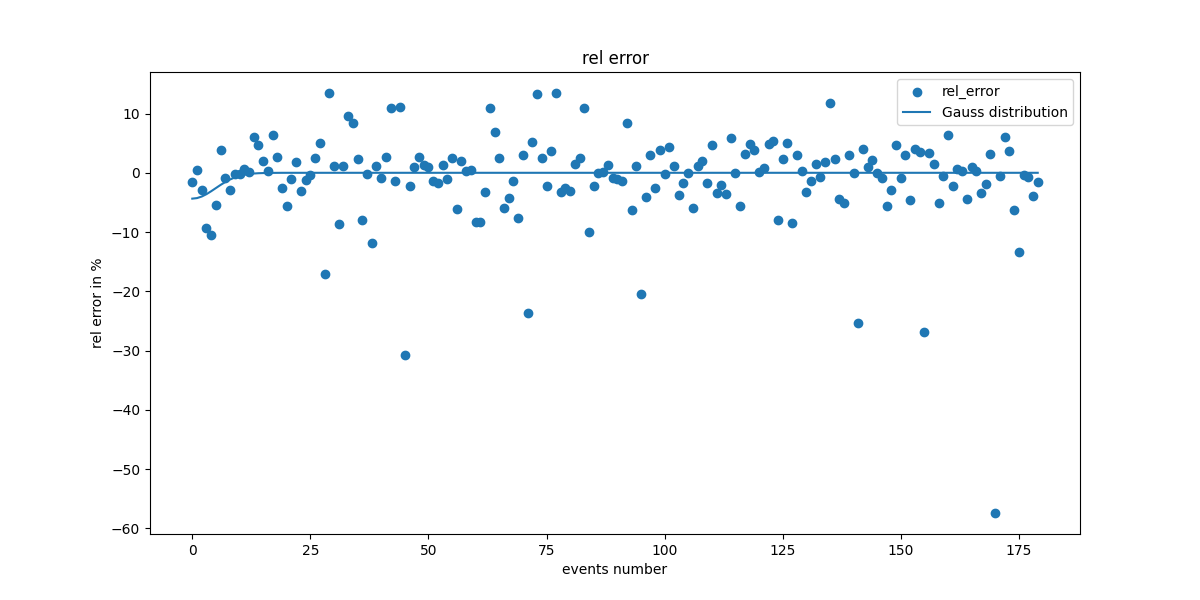 rel error
rel_error
Gauss distribution
10
0
−10
−20
−30
−40
−50
−60
rel error in %
0 25 50 75 100 125 150 175
events number